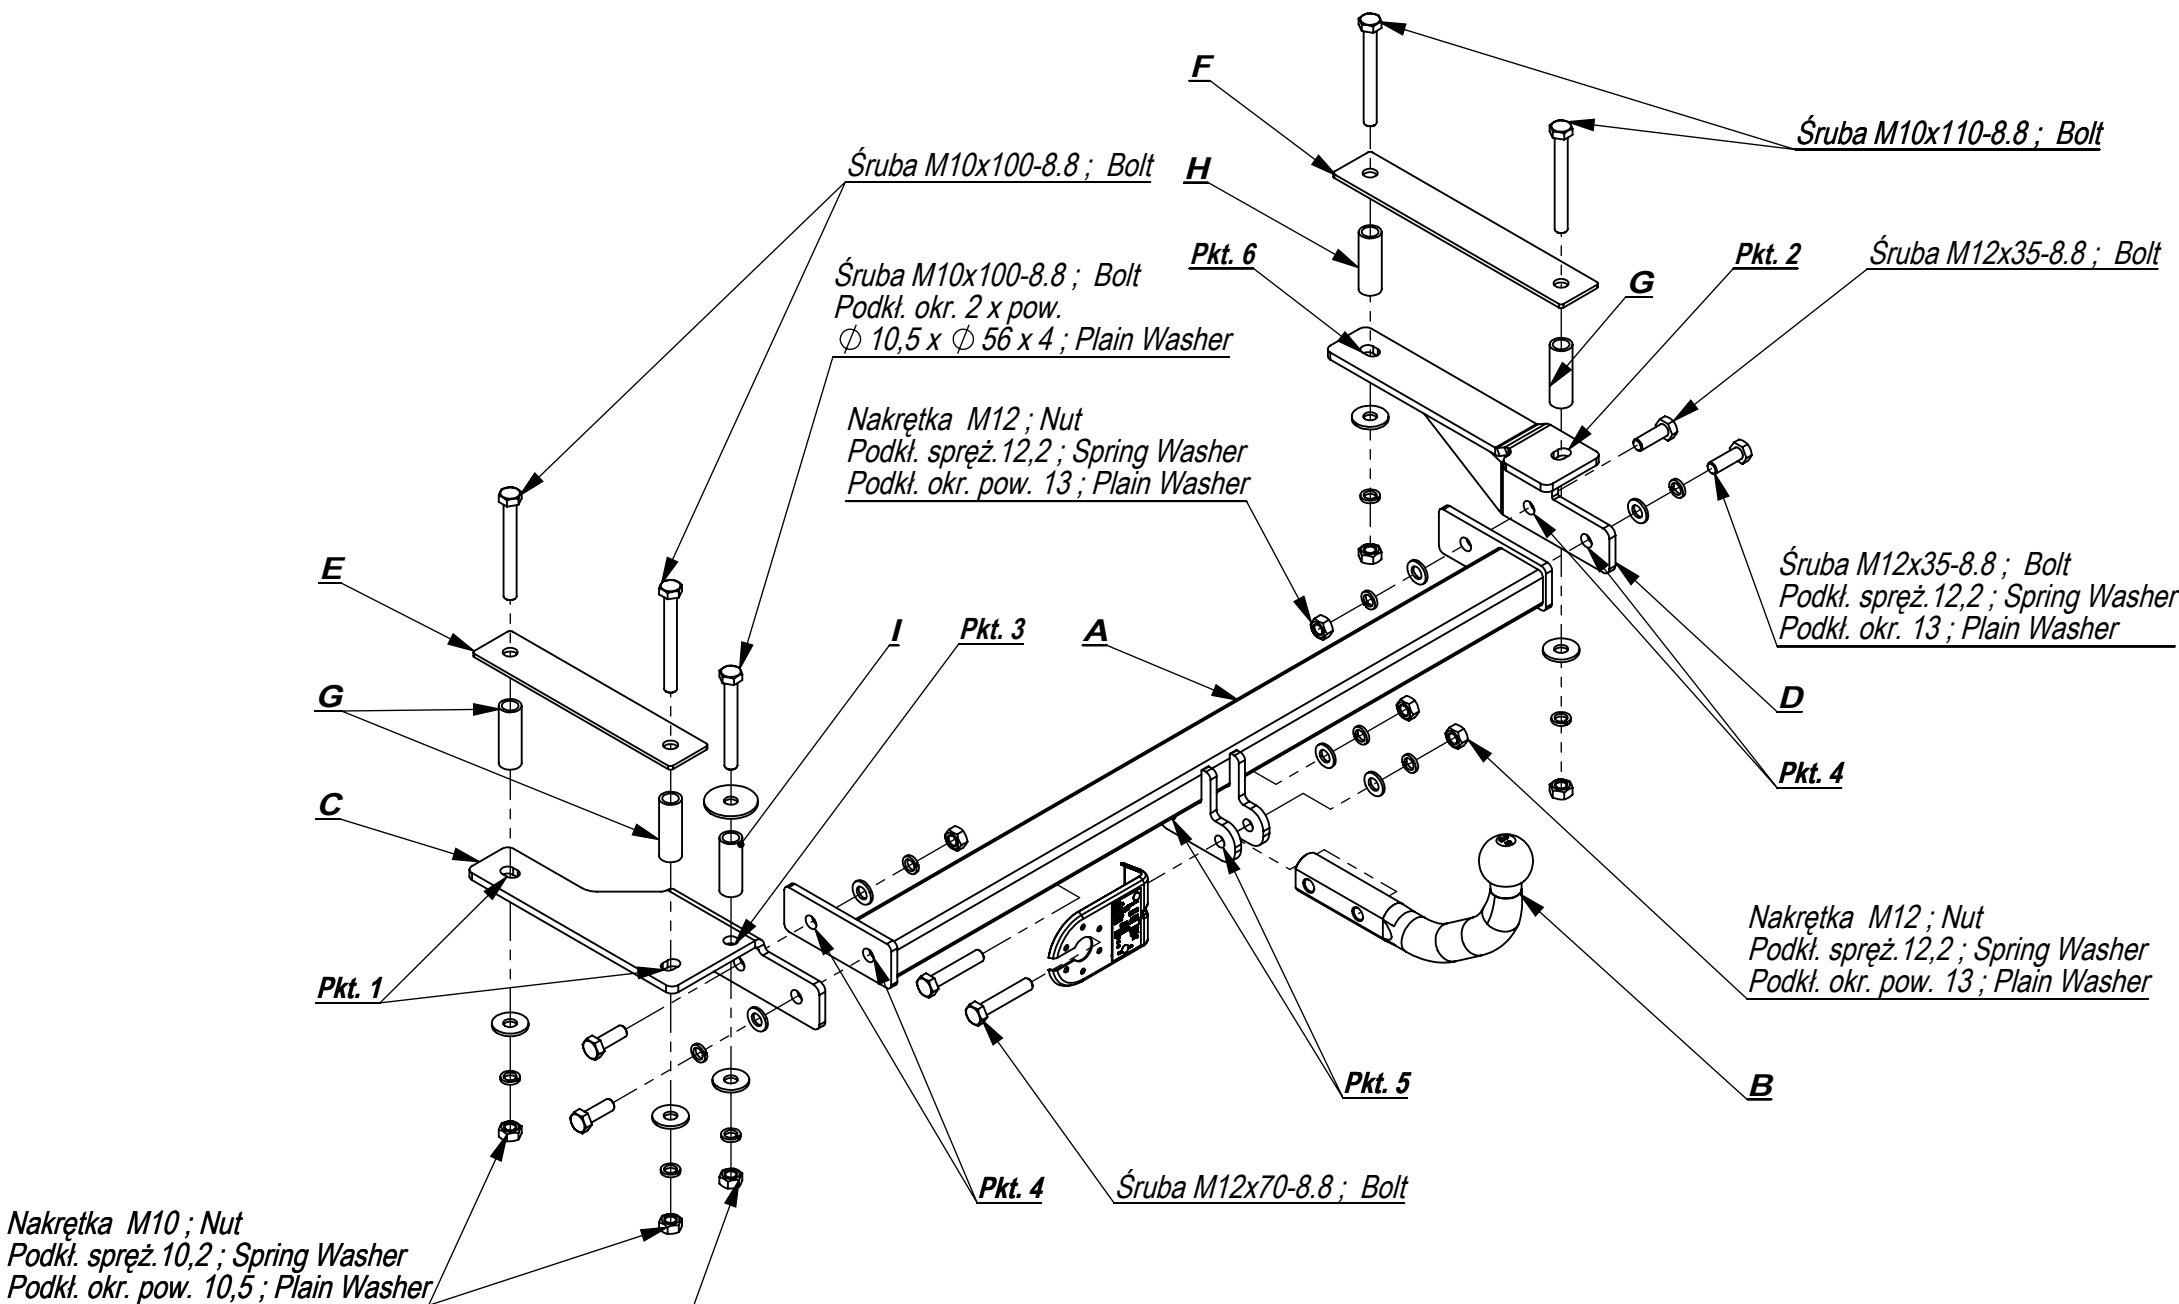 F
Śruba M10x110-8.8 ; Bolt
Śruba M10x100-8.8 ; Bolt
H
Pkt. 6
Pkt. 2
Śruba M12x35-8.8 ; Bolt
G
Śruba M10x100-8.8 ; Bolt
Podkł. okr. 2 x pow.
∅ 10,5 x ∅ 56 x 4 ; Plain Washer
Nakrętka M12 ; Nut
Podkł. spręż.12,2 ; Spring Washer
Podkł. okr. pow. 13 ; Plain Washer
E
I
Pkt. 3
A
Śruba M12x35-8.8 ; Bolt
Podkł. spręż.12,2 ; Spring Washer
Podkł. okr. 13 ; Plain Washer
G
D
C
Pkt. 4
Pkt. 1
Nakrętka M12 ; Nut
Podkł. spręż.12,2 ; Spring Washer
Podkł. okr. pow. 13 ; Plain Washer
Pkt. 5
B
Pkt. 4
Śruba M12x70-8.8 ; Bolt
Nakrętka M10 ; Nut
Podkł. spręż.10,2 ; Spring Washer
Podkł. okr. pow. 10,5 ; Plain Washer